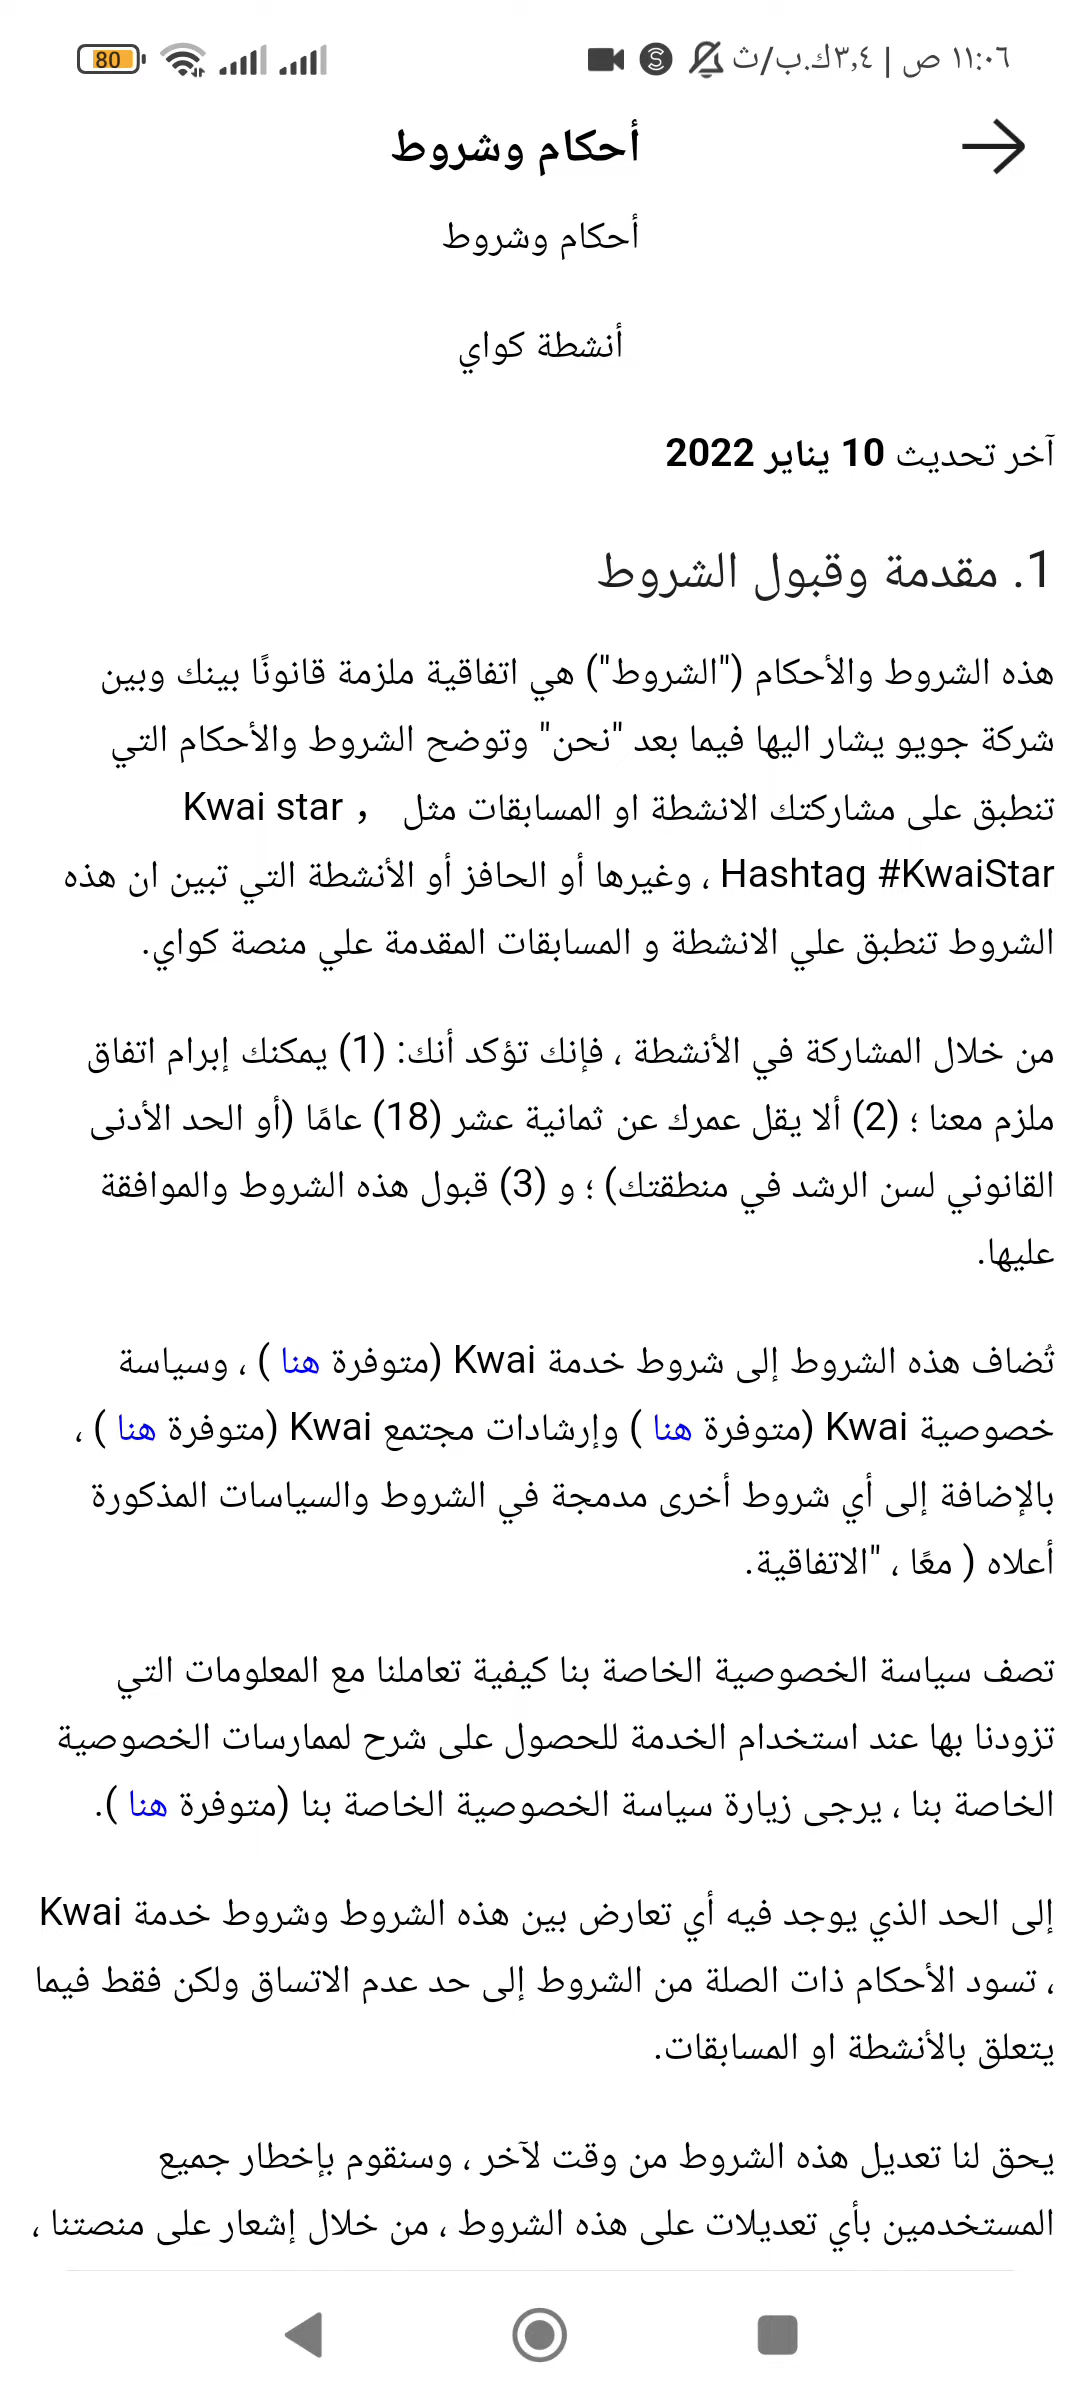 ١١:٠٦ ص | ٣,٤ك.ب/ث
80
أحكام وشروط
أحكام وشروط
أنشطة كواي
آخر تحديث 10 يناير 2022
1. مقدمة وقبول الشروط
هذه الشروط والأحكام ("الشروط") هي اتفاقية ملزمة قانونًا بينك وبين
شركة جويو يشار اليها فيما بعد "نحن" وتوضح الشروط والأحكام التي
تنطبق على مشاركتك الانشطة او المسابقات مثل ， Kwai star
Hashtag #KwaiStar ، وغيرها أو الحافز أو الأنشطة التي تبين ان هذه
الشروط تنطبق علي الانشطة و المسابقات المقدمة علي منصة كواي.
من خلال المشاركة في الأنشطة ، فإنك تؤكد أنك: (1) يمكنك إبرام اتفاق
ملزم معنا ؛ (2) ألا يقل عمرك عن ثمانية عشر (18) عامًا (أو الحد الأدنى
القانوني لسن الرشد في منطقتك) ؛ و (3) قبول هذه الشروط والموافقة
عليها.
تُضاف هذه الشروط إلى شروط خدمة Kwai (متوفرة هنا ) ، وسياسة
خصوصية Kwai (متوفرة هنا ) وإرشادات مجتمع Kwai (متوفرة هنا ) ،
بالإضافة إلى أي شروط أخرى مدمجة في الشروط والسياسات المذكورة
أعلاه ( معًا ، "الاتفاقية.
تصف سياسة الخصوصية الخاصة بنا كيفية تعاملنا مع المعلومات التي
تزودنا بها عند استخدام الخدمة للحصول على شرح لممارسات الخصوصية
الخاصة بنا ، يرجى زيارة سياسة الخصوصية الخاصة بنا (متوفرة هنا ).
إلى الحد الذي يوجد فيه أي تعارض بين هذه الشروط وشروط خدمة Kwai
، تسود الأحكام ذات الصلة من الشروط إلى حد عدم الاتساق ولكن فقط فيما
يتعلق بالأنشطة او المسابقات.
يحق لنا تعديل هذه الشروط من وقت لآخر ، وسنقوم بإخطار جميع
المستخدمين بأي تعديلات على هذه الشروط ، من خلال إشعار على منصتنا ،